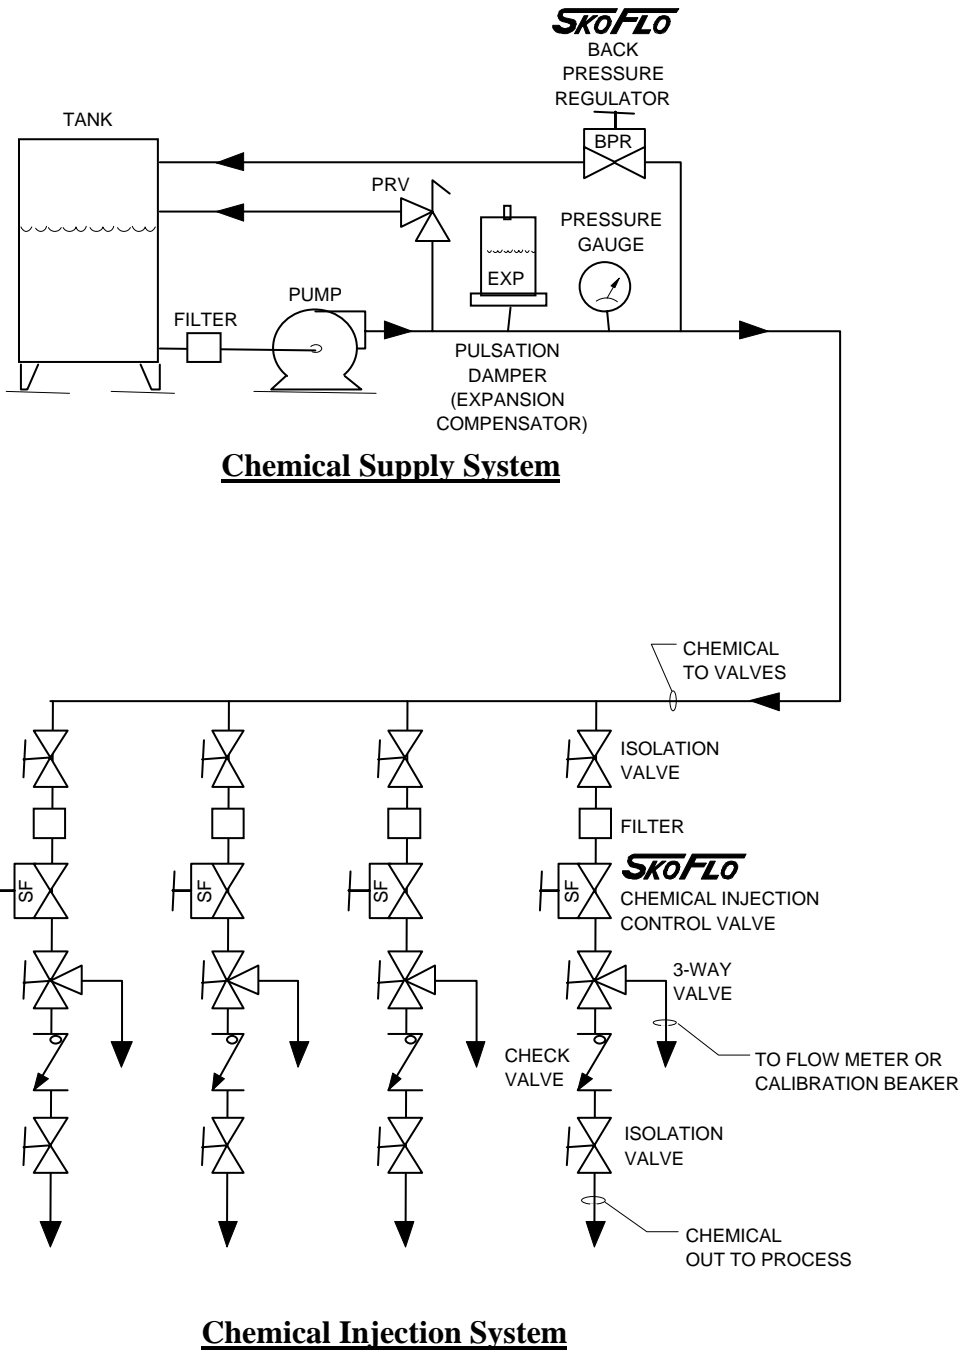 SKOFLO
BACK
PRESSURE
REGULATOR
TANK
BPR
PRV
PRESSURE
GAUGE
EXP
PUMP
FILTER
PULSATION
DAMPER
(EXPANSION
COMPENSATOR)
Chemical Supply System
CHEMICAL
TO VALVES
ISOLATION
VALVE
FILTER
SKOFLO
SF
SF
SF
SF
CHEMICAL INJECTION
CONTROL VALVE
3-WAY
VALVE
CHECK
VALVE
TO FLOW METER OR
CALIBRATION BEAKER
ISOLATION
VALVE
CHEMICAL
OUT TO PROCESS
Chemical Injection System